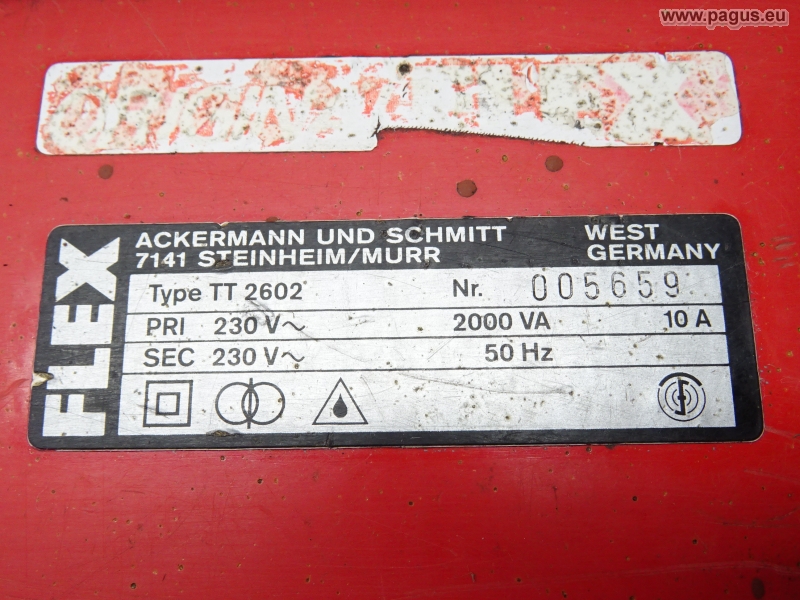 www.pagus.eu
FLEX
ACKERMANN UND SCHMITT
7141 STEINHEIM/MURR
WEST
GERMANY
Type TT 2602 Nr. 005659
PRI 230 V~ 2000 VA 10 A
SEC 230 V~ 50 Hz